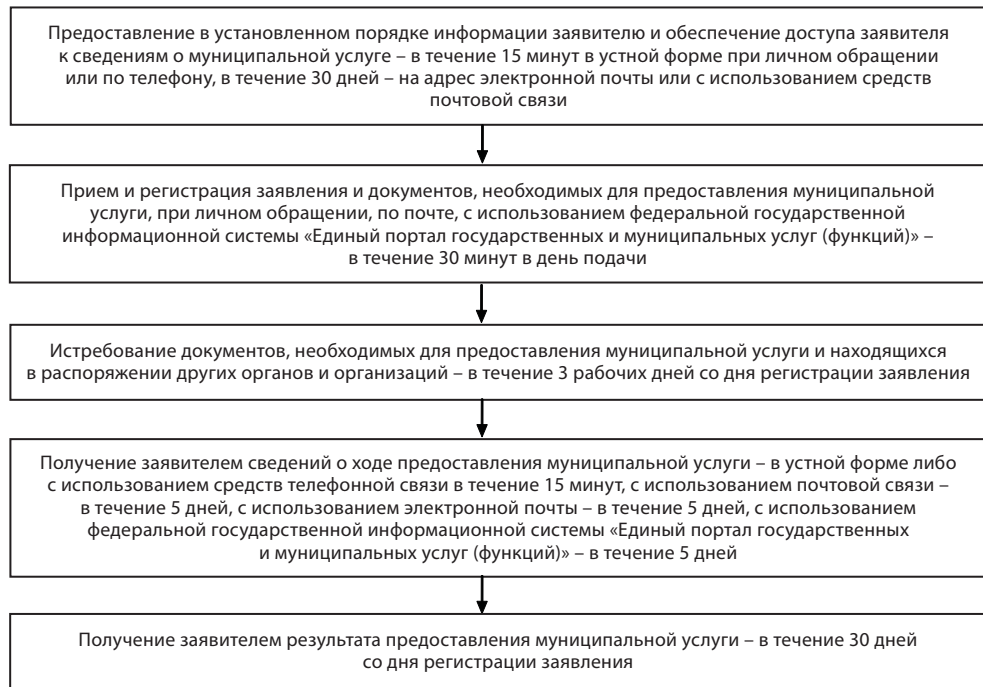 Предоставление в установленном порядке информации заявителю и обеспечение доступа заявителя
к сведениям о муниципальной услуге – в течение 15 минут в устной форме при личном обращении
или по телефону, в течение 30 дней – на адрес электронной почты или с использованием средств
почтовой связи
Прием и регистрация заявления и документов, необходимых для предоставления муниципальной
услуги, при личном обращении, по почте, с использованием федеральной государственной
информационной системы «Единый портал государственных и муниципальных услуг (функций)» –
в течение 30 минут в день подачи
Истребование документов, необходимых для предоставления муниципальной услуги и находящихся
в распоряжении других органов и организаций – в течение 3 рабочих дней со дня регистрации заявления
Получение заявителем сведений о ходе предоставления муниципальной услуги – в устной форме либо
с использованием средств телефонной связи в течение 15 минут, с использованием почтовой связи –
в течение 5 дней, с использованием электронной почты – в течение 5 дней, с использованием
федеральной государственной информационной системы «Единый портал государственных
и муниципальных услуг (функций)» – в течение 5 дней
Получение заявителем результата предоставления муниципальной услуги – в течение 30 дней
со дня регистрации заявления